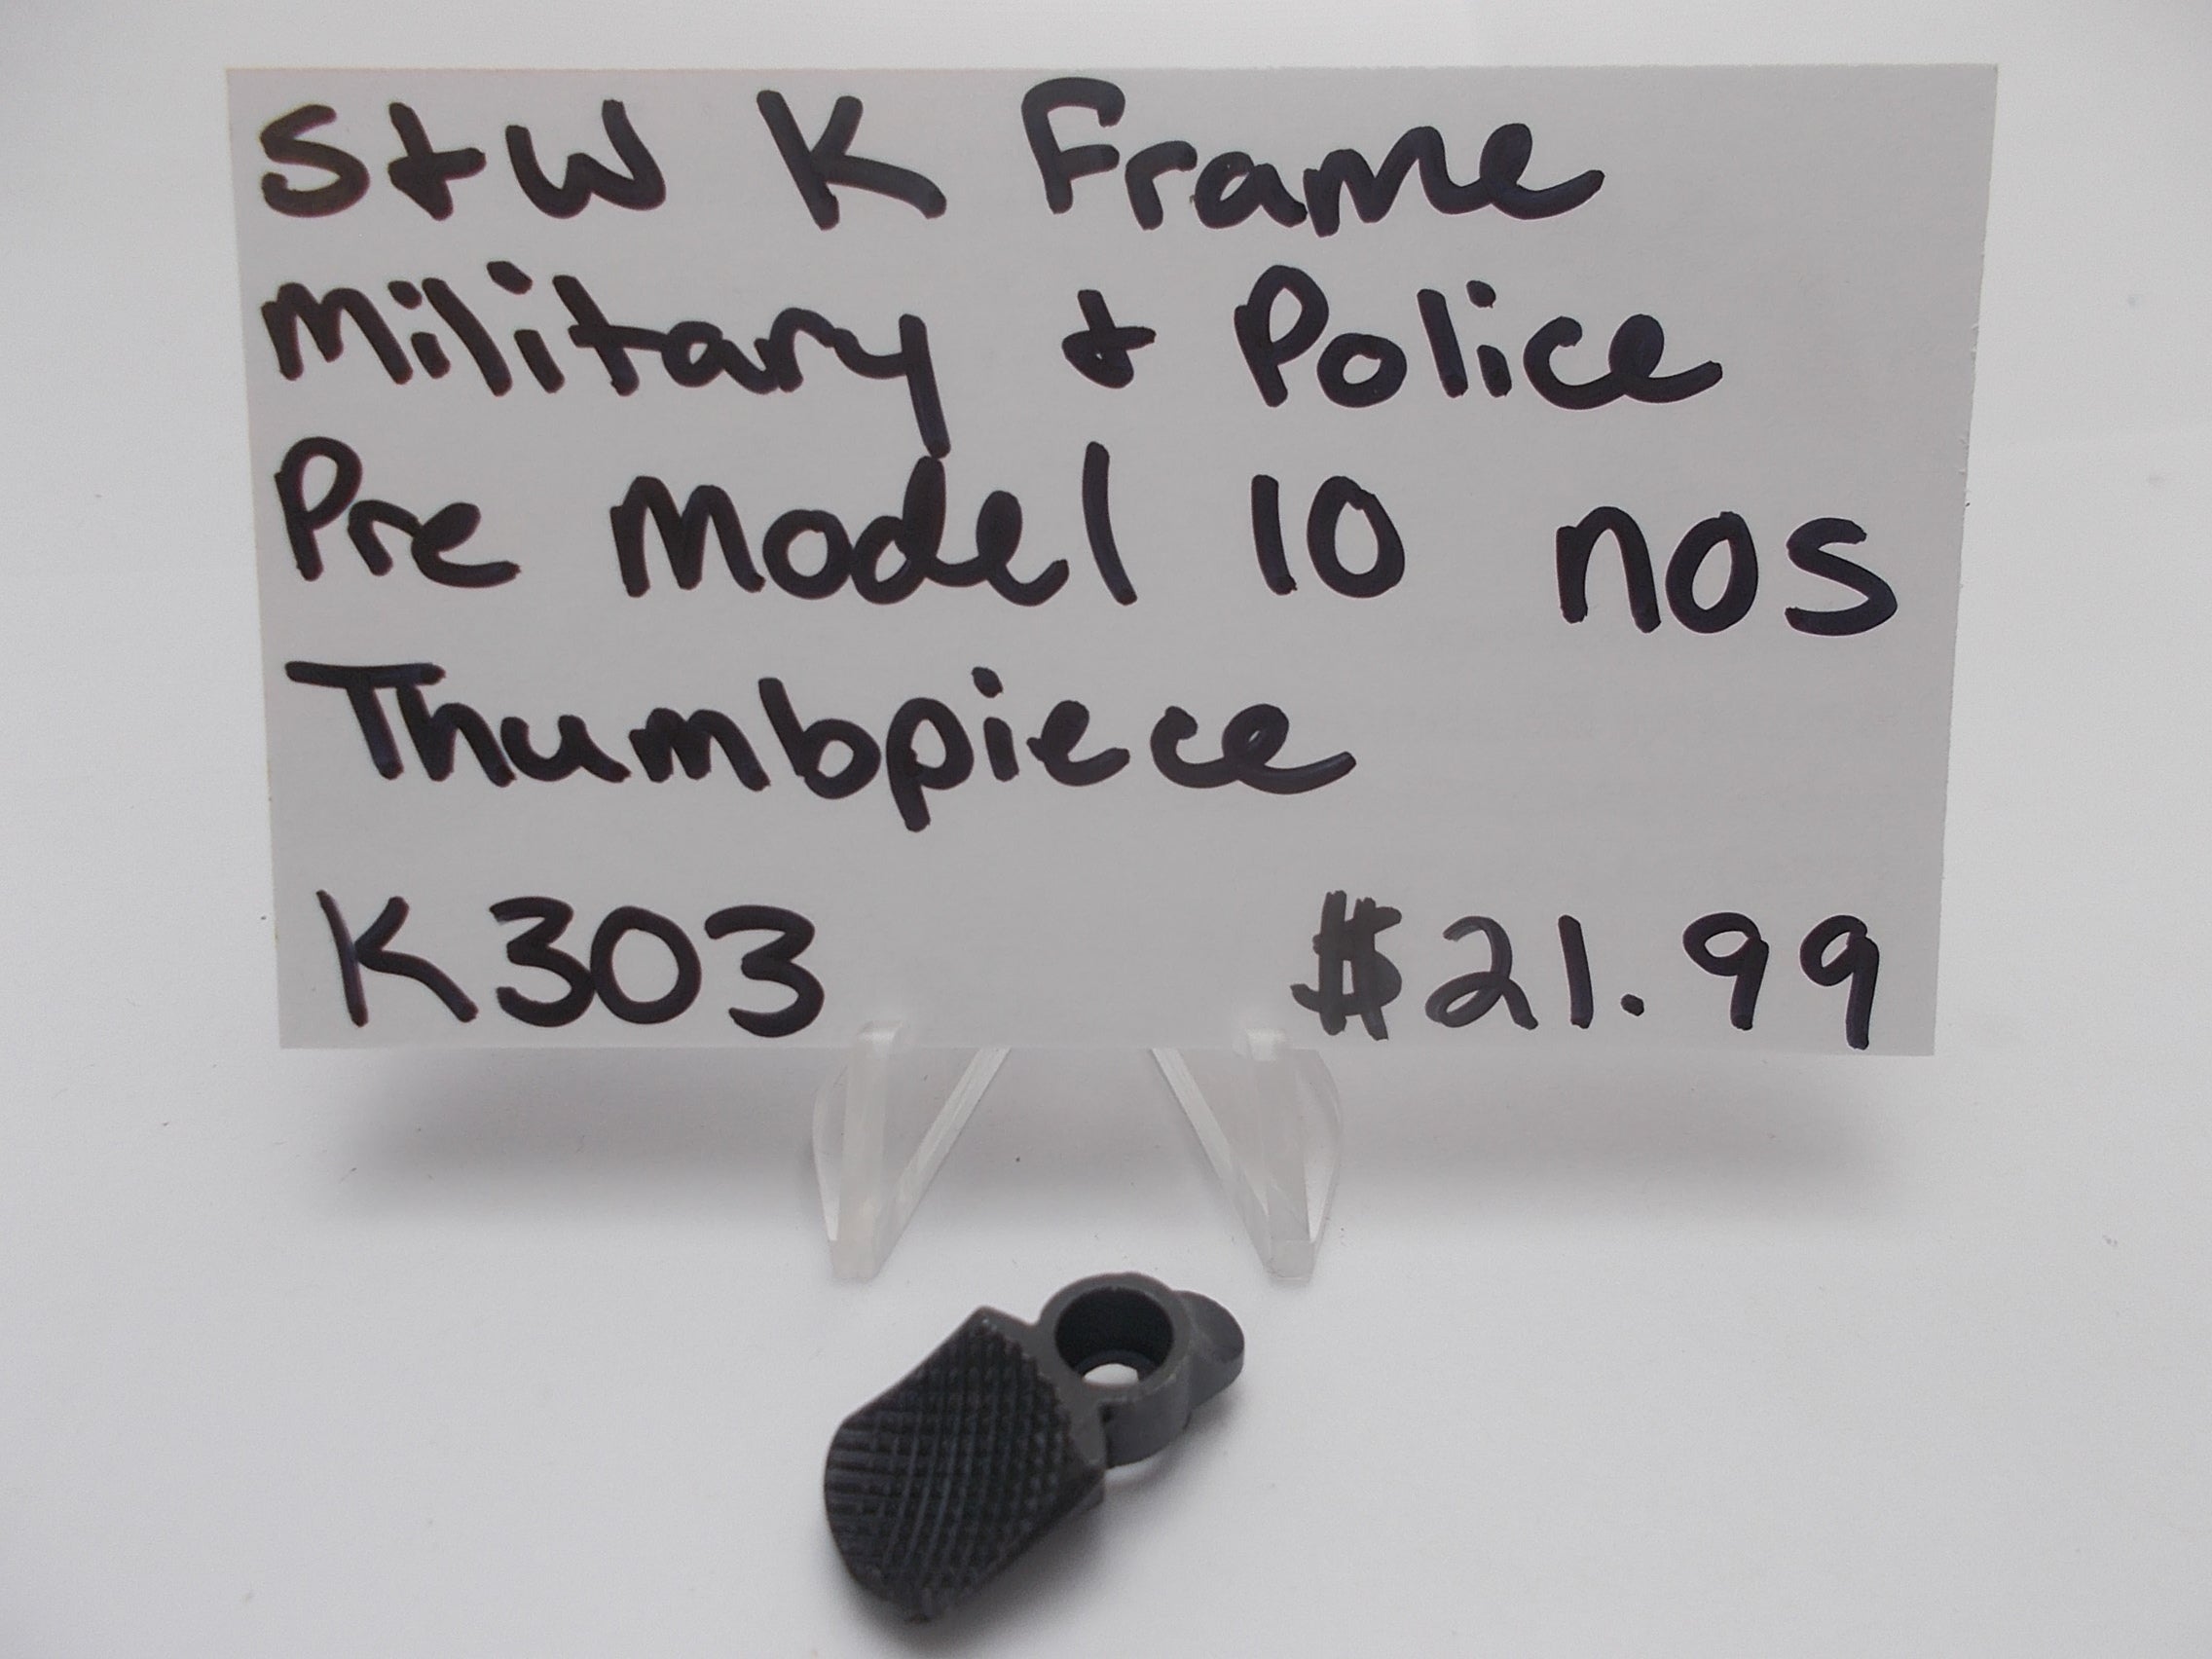 S+W K Frame
Military + Police
Pre Model 10 NOS
Thumbpiece
K303 $21.99